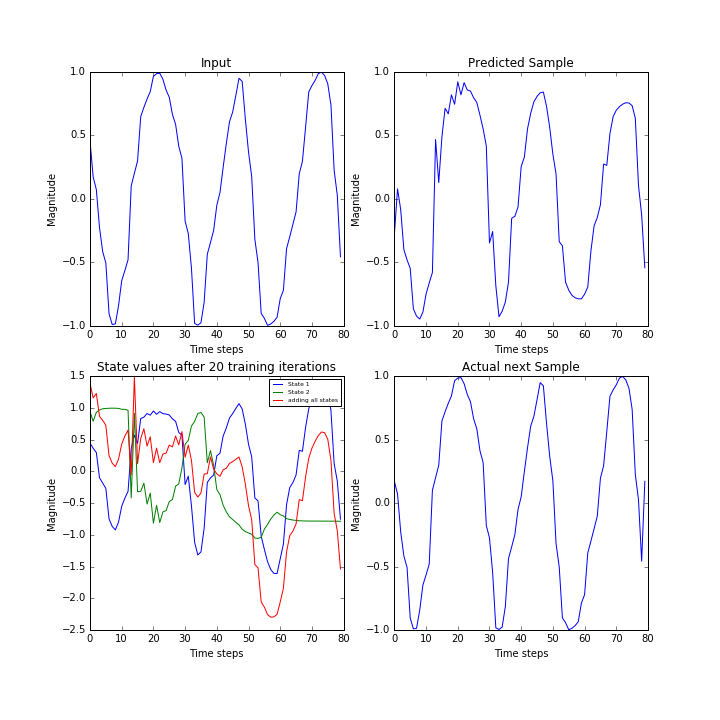 Input
Magnitude
1.0
0.5
0.0
−0.5
−1.0
0 10 20 30 40 50 60 70 80
Time steps
Predicted Sample
Magnitude
1.0
0.5
0.0
−0.5
−1.0
0 10 20 30 40 50 60 70 80
Time steps
State values after 20 training iterations
Magnitude
1.5
1.0
0.5
0.0
−0.5
−1.0
−1.5
−2.0
−2.5
State 1
State 2
adding all states
0 10 20 30 40 50 60 70 80
Time steps
Actual next Sample
Magnitude
1.0
0.5
0.0
−0.5
−1.0
0 10 20 30 40 50 60 70 80
Time steps